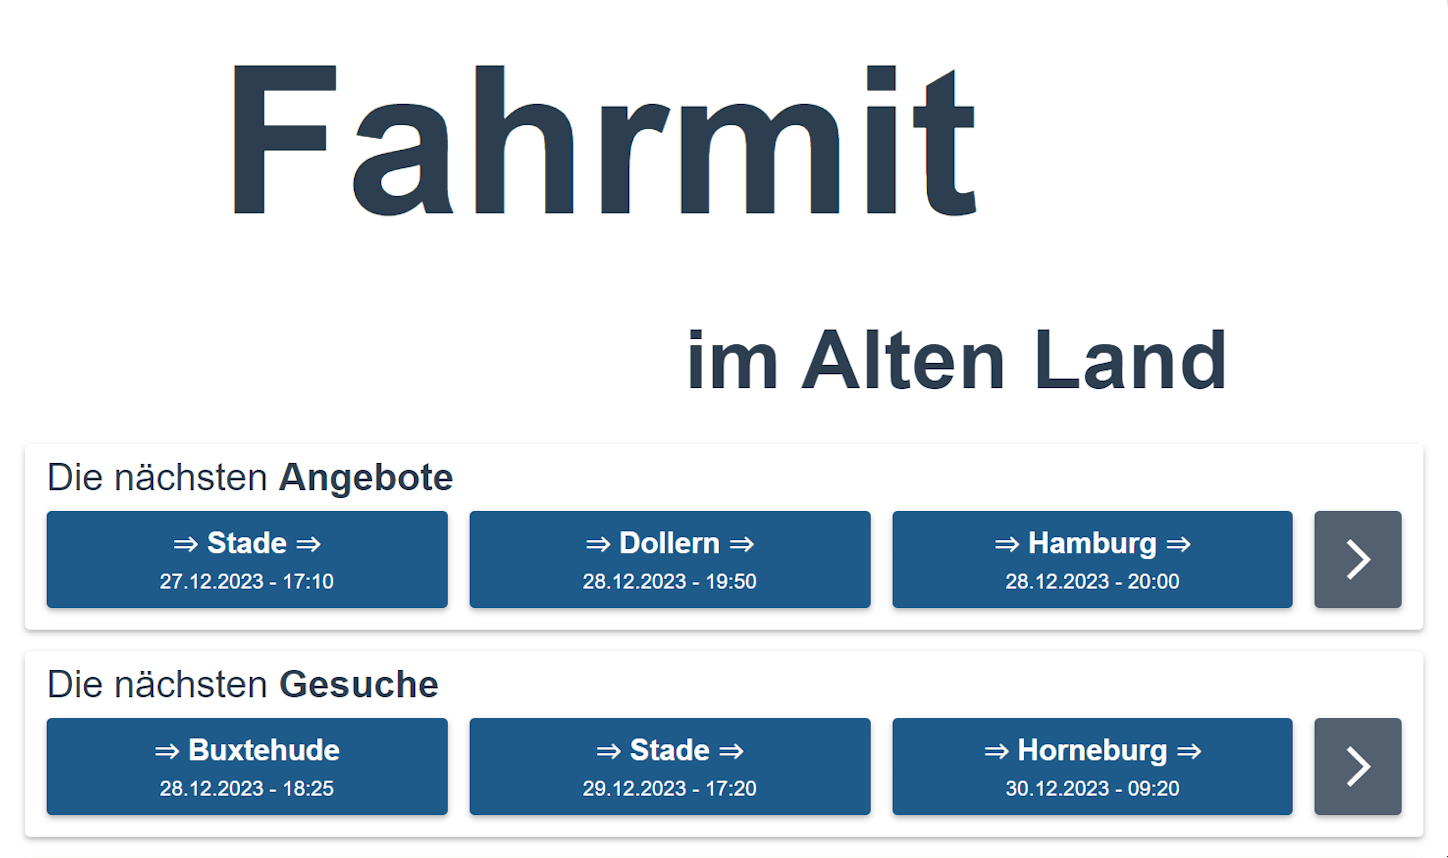 Fahrmit
im Alten Land
Die nächsten Angebote
⇒ Stade ⇒
27.12.2023 - 17:10
⇒ Dollern ⇒
28.12.2023 - 19:50
⇒ Hamburg ⇒
28.12.2023 - 20:00
Die nächsten Gesuche
⇒ Buxtehude
28.12.2023 - 18:25
⇒ Stade ⇒
29.12.2023 - 17:20
⇒ Horneburg ⇒
30.12.2023 - 09:20